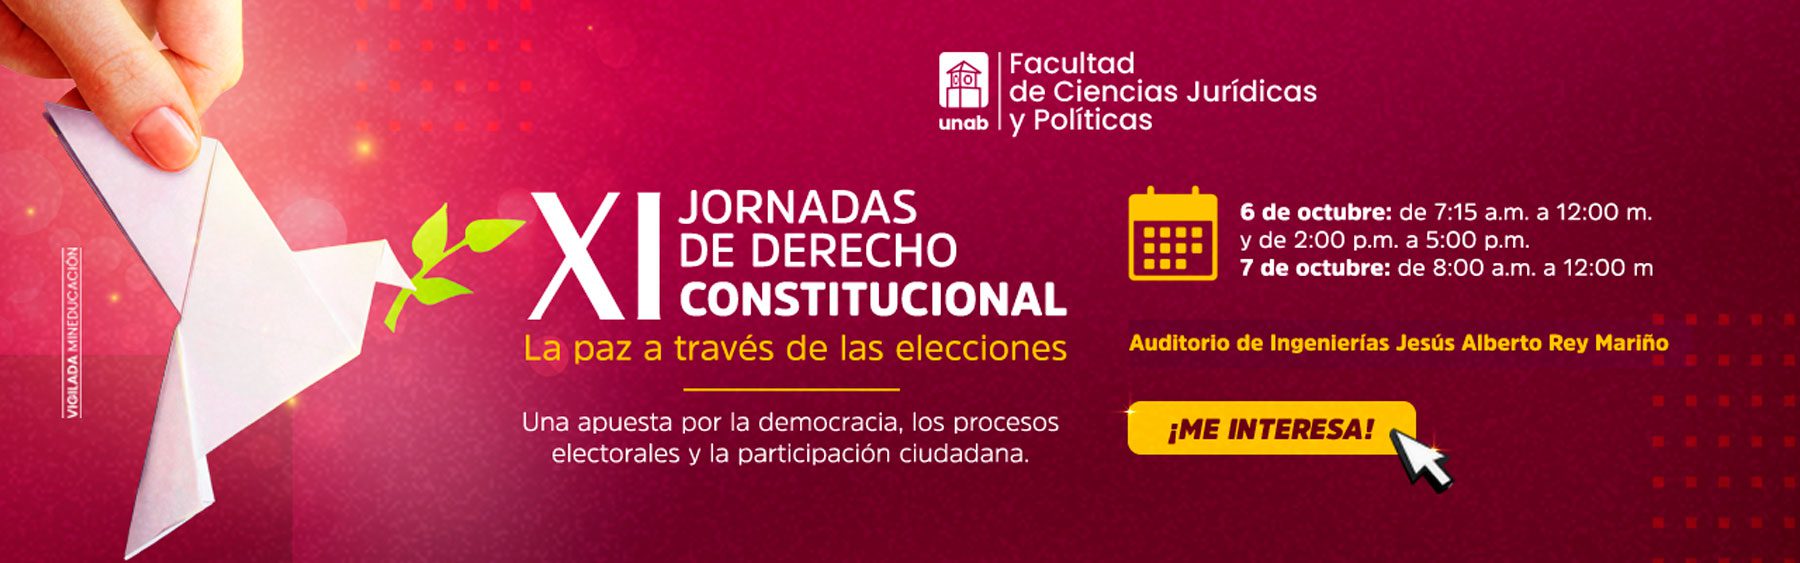 unab
Facultad
de Ciencias Jurídicas
y Políticas
XI
JORNADAS
DE DERECHO
CONSTITUCIONAL
La paz a través de las elecciones
Una apuesta por la democracia, los procesos
electorales y la participación ciudadana.
6 de octubre: de 7:15 a.m. a 12:00 m.
y de 2:00 p.m. a 5:00 p.m.
7 de octubre: de 8:00 a.m. a 12:00 m
Auditorio de Ingenierías Jesús Alberto Rey Mariño
¡ME INTERESA!
VIGILADA MINEDUCACIÓN